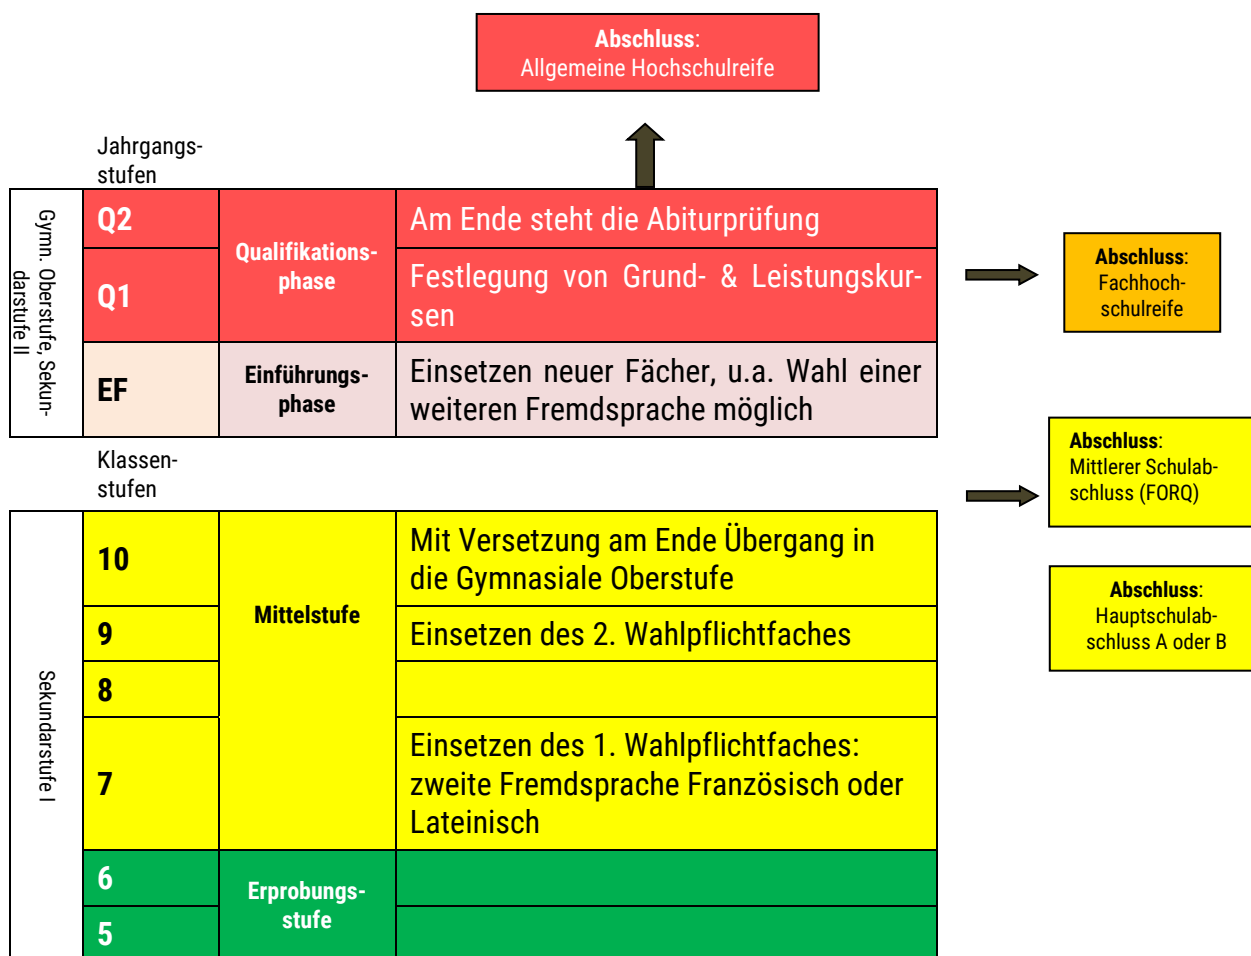 Abschluss:
Allgemeine Hochschulreife
Jahrgangs-
stufen
Gymn. Oberstufe, Sekun-
darstufe II
Q2
Qualifikations-
phase
Am Ende steht die Abiturprüfung
Q1
Festlegung von Grund- & Leistungskur-
sen
EF
Einführungs-
phase
Einsetzen neuer Fächer, u.a. Wahl einer
weiteren Fremdsprache möglich
Abschluss:
Fachhoch-
schulreife
Klassen-
stufen
Abschluss:
Mittlerer Schulab-
schluss (FORQ)
Sekundarstufe I
10
Mittelstufe
Mit Versetzung am Ende Übergang in
die Gymnasiale Oberstufe
9
Einsetzen des 2. Wahlpflichtfaches
8
7
Einsetzen des 1. Wahlpflichtfaches:
zweite Fremdsprache Französisch oder
Lateinisch
Abschluss:
Hauptschulab-
schluss A oder B
6
Erprobungs-
stufe
5